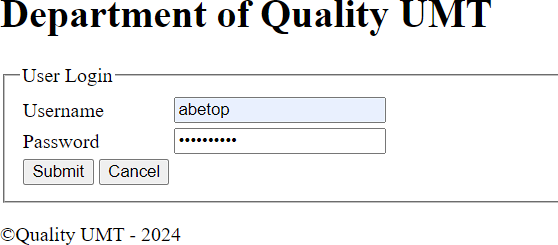 Department of Quality UMT
User Login
Username abetop
Password ••••••••••
Submit Cancel
©Quality UMT - 2024